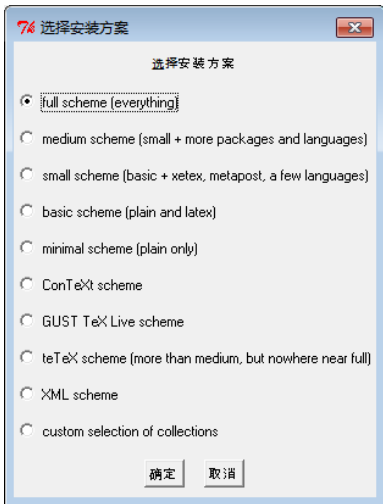 7% 选择安装方案
选择安装方案
full scheme (everything)
medium scheme (small + more packages and languages)
small scheme (basic + xetex, metapost, a few languages)
basic scheme (plain and latex)
minimal scheme (plain only)
ConTeXt scheme
GUST TeX Live scheme
teTeX scheme (more than medium, but nowhere near full)
XML scheme
custom selection of collections
确定 取消